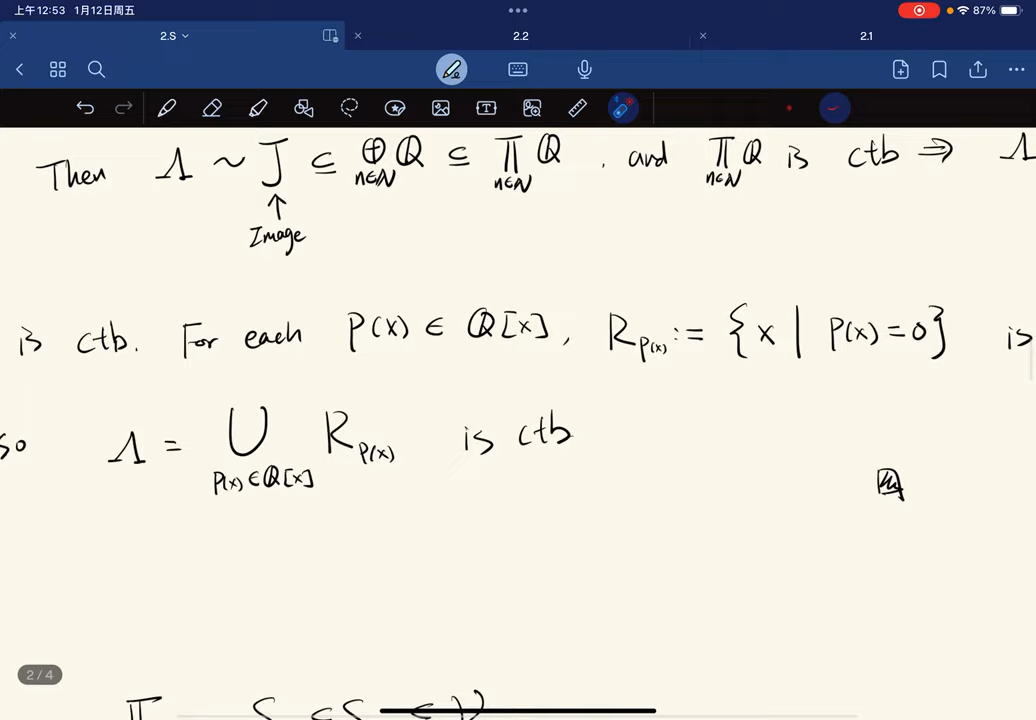 上午12:53 1月12日周五
87%
2.S
2.2
2.1
Then Λ ~ J ⊆ ⊕_{n∈ℕ} ℚ ⊆ ∏_{n∈ℕ} ℚ , and ∏_{n∈ℕ} ℚ is ctb ⇒ Λ
↑
Image
is ctb. For each p(x) ∈ ℚ[x], R_{p(x)} := {x | p(x)=0} is
so Λ = ∪_{p(x)∈ℚ[x]} R_{p(x)} is ctb
2 / 4